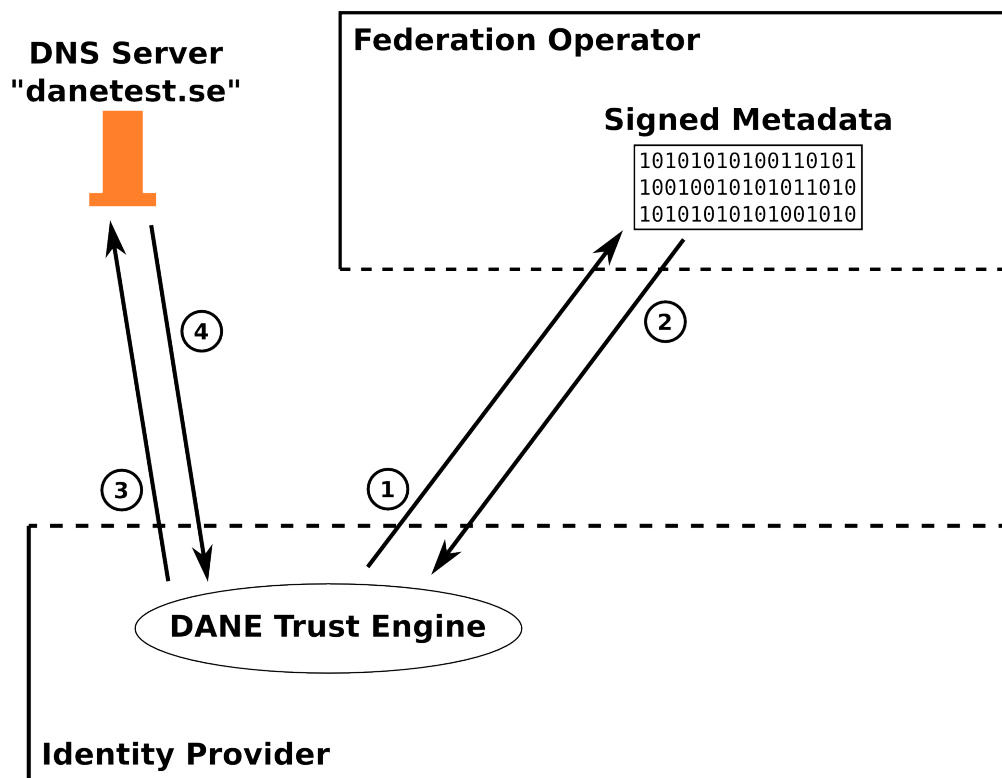 DNS Server
"danetest.se"
Federation Operator
Signed Metadata
10101010100110101
10010010101011010
10101010101001010
4
2
3
1
DANE Trust Engine
Identity Provider